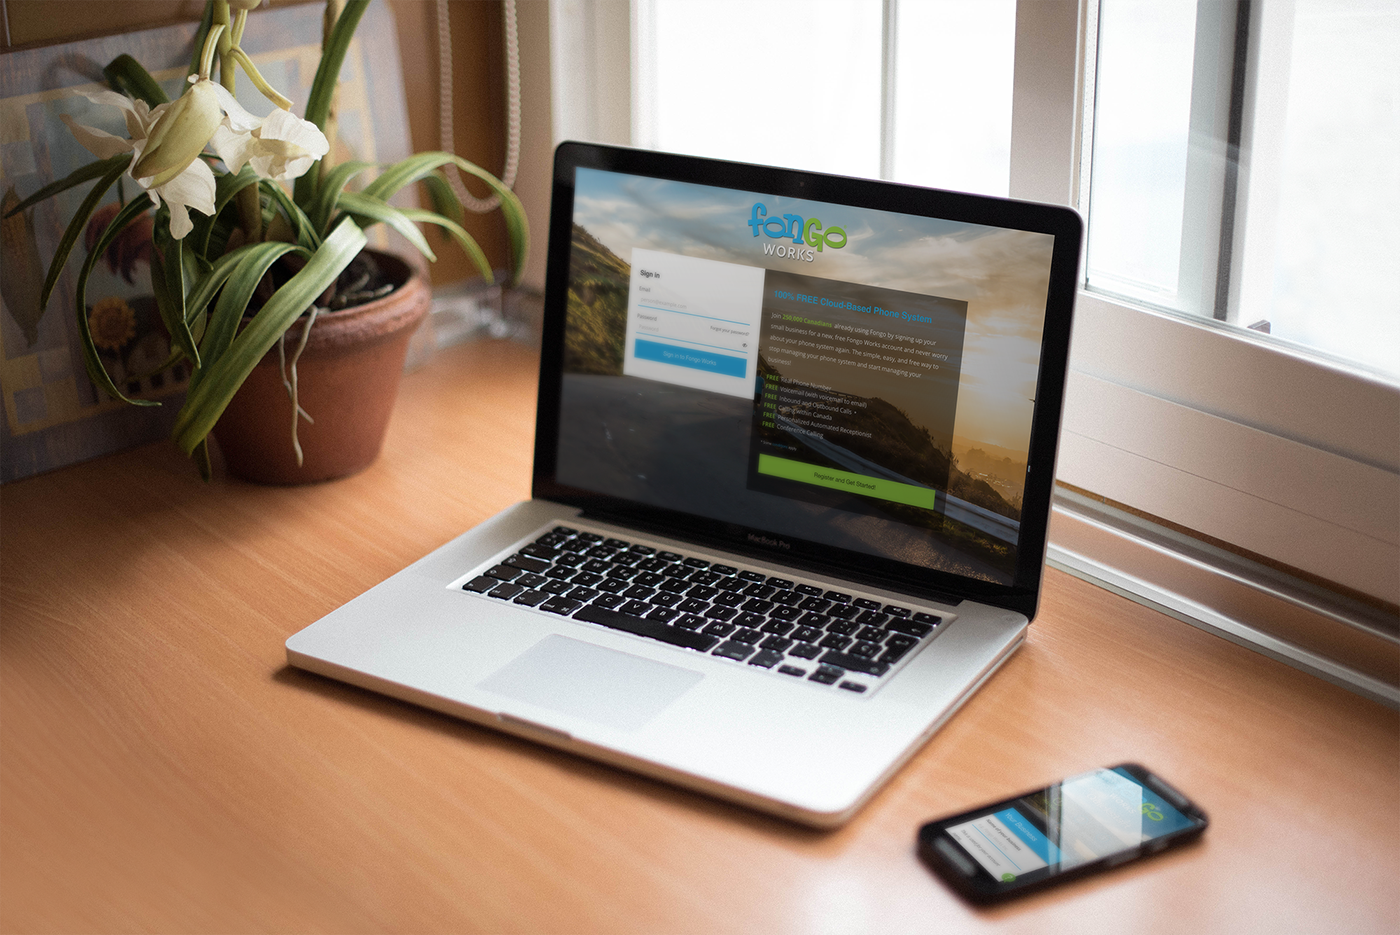 fonGo
WORKS
Sign in
Email
Password
Forgot your password?
Sign in to Fongo Works
100% FREE Cloud-Based Phone System
Join 250,000 Canadians already using Fongo by signing up your
small business for a new, free Fongo Works account and never worry
about your phone system again. The simple, easy, and free way to
stop managing your phone system and start managing your
business!
FREE Local Phone Number
FREE Voicemail (with voicemail to email)
FREE Inbound and Outbound Calls *
FREE Calling within Canada
FREE Personalized Automated Receptionist
FREE Conference Calling
Register and Get Started!
MacBook Pro
Go
Your Business